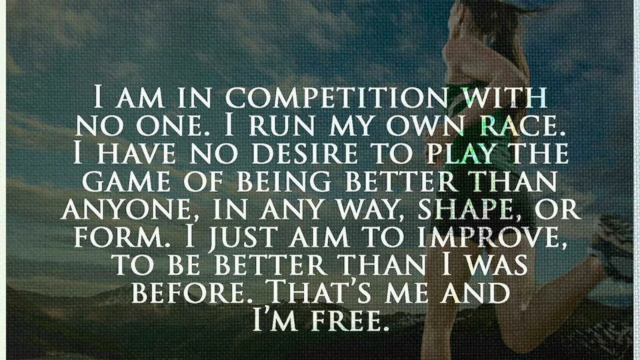 I AM IN COMPETITION WITH
NO ONE. I RUN MY OWN RACE.
I HAVE NO DESIRE TO PLAY THE
GAME OF BEING BETTER THAN
ANYONE, IN ANY WAY, SHAPE, OR
FORM. I JUST AIM TO IMPROVE,
TO BE BETTER THAN I WAS
BEFORE. THAT'S ME AND
I'M FREE.